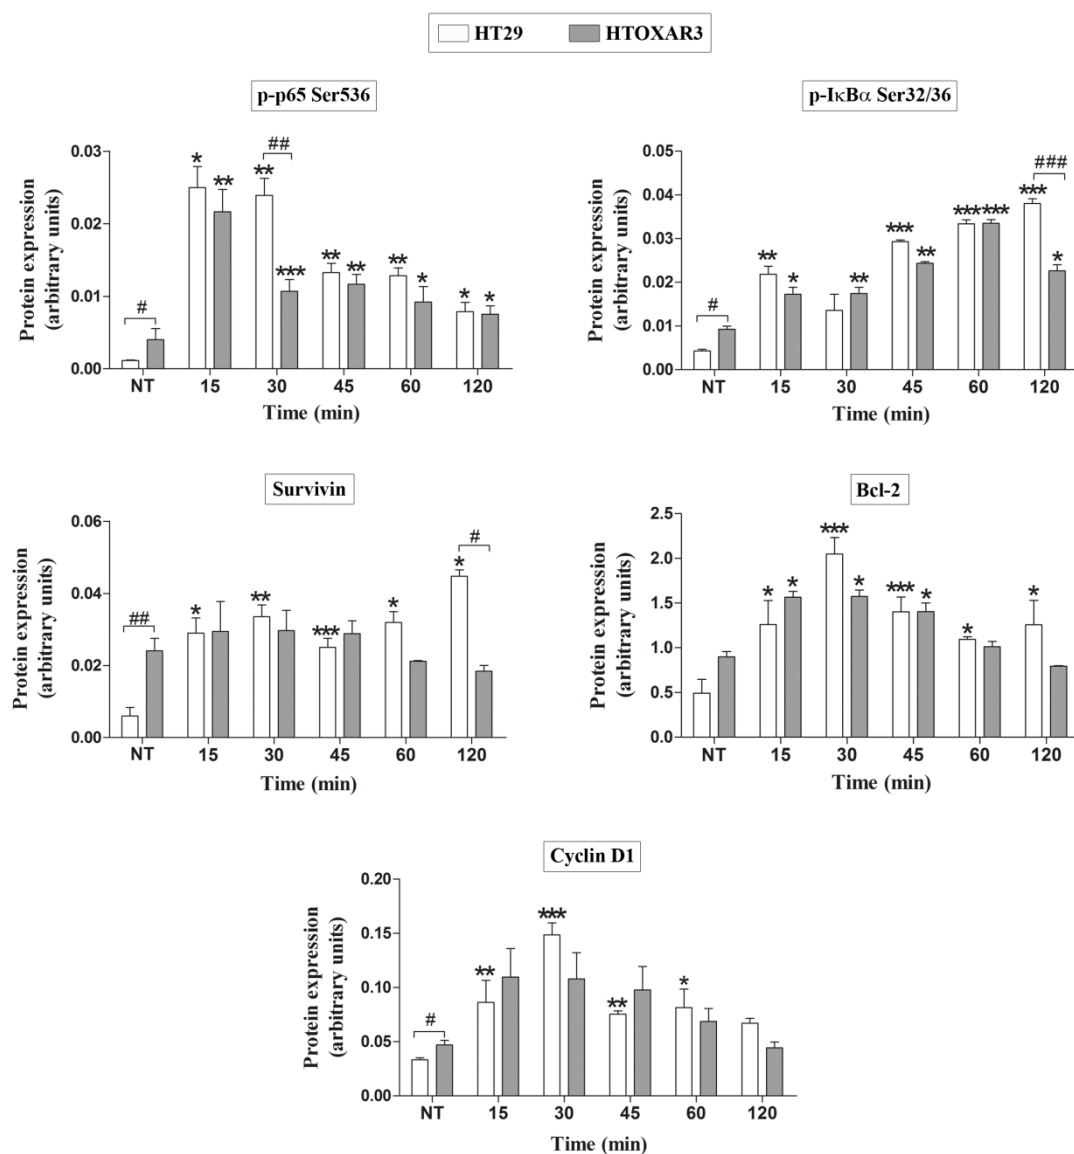 HT29 HTOXAR3
p-p65 Ser536
Protein expression
(arbitrary units)
0.03
0.02
0.01
0.00
# * ** ** ## *** ** ** ** * * *
NT 15 30 45 60 120
Time (min)
p-IκBα Ser32/36
Protein expression
(arbitrary units)
0.05
0.04
0.03
0.02
0.01
0.00
# ** * ** *** ** *** *** *** ### *
NT 15 30 45 60 120
Time (min)
Survivin
Protein expression
(arbitrary units)
0.06
0.04
0.02
0.00
## * ** *** * * #
NT 15 30 45 60 120
Time (min)
Bcl-2
Protein expression
(arbitrary units)
2.5
2.0
1.5
1.0
0.5
0.0
* * *** * *** * * *
NT 15 30 45 60 120
Time (min)
Cyclin D1
Protein expression
(arbitrary units)
0.20
0.15
0.10
0.05
0.00
# ** *** ** *
NT 15 30 45 60 120
Time (min)